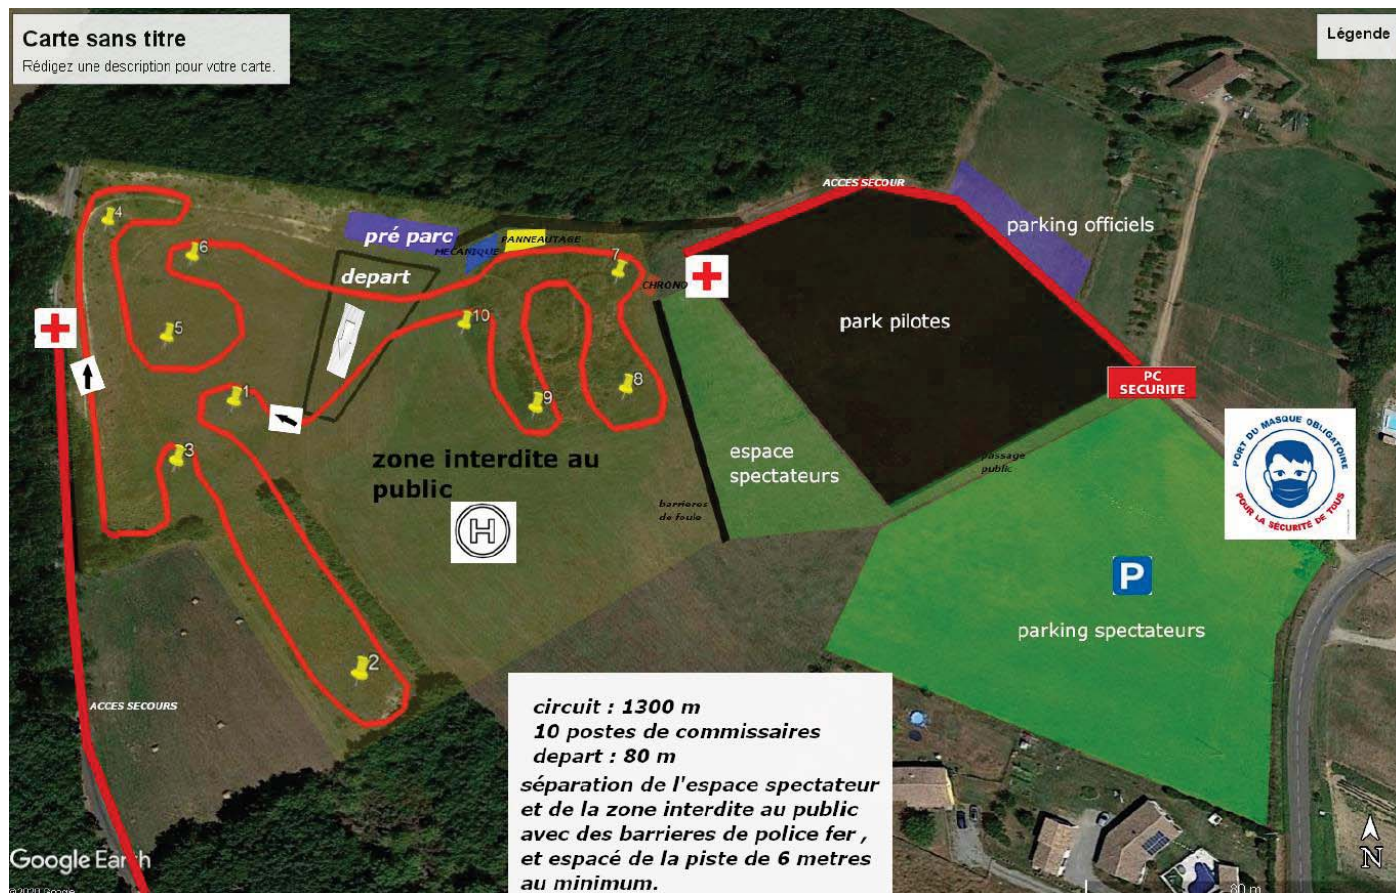 Carte sans titre
Rédigez une description pour votre carte.
Légende
ACCÈS SECOUR
parking officiels
4
6
pré parc
MECANIQUE
PANNEAUTAGE
7
depart
CHRONO
park pilotes
10
5
PC
SECURITE
1
8
9
PORT DU MASQUE OBLIGATOIRE
POUR LA SÉCURITÉ DE TOUS
3
zone interdite au
public
espace
spectateurs
passage
public
barrieres
de foule
H
P
parking spectateurs
2
ACCES SECOURS
circuit : 1300 m
10 postes de commissaires
depart : 80 m
séparation de l'espace spectateur
et de la zone interdite au public
avec des barrieres de police fer ,
et espacé de la piste de 6 metres
au minimum.
Google Earth
©2020 Google
N
80 m